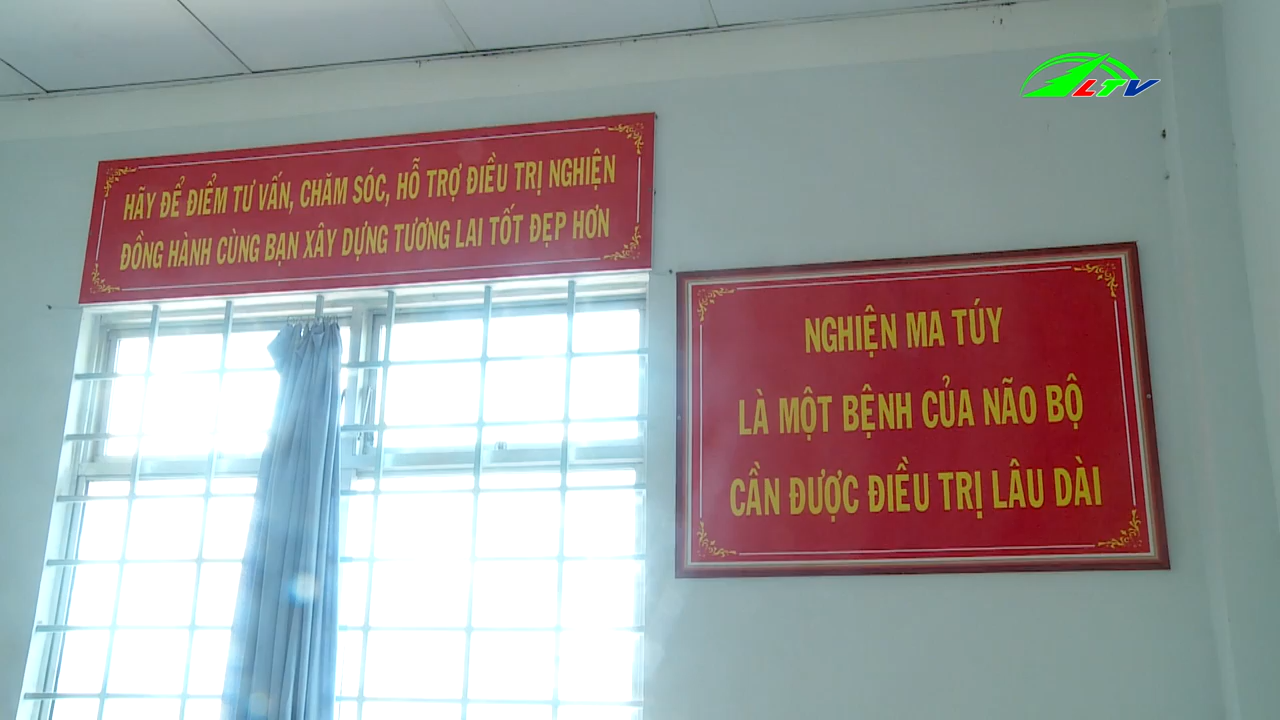 LTV
HÃY ĐỂ ĐIỂM TƯ VẤN, CHĂM SÓC, HỖ TRỢ ĐIỀU TRỊ NGHIỆN
ĐỒNG HÀNH CÙNG BẠN XÂY DỰNG TƯƠNG LAI TỐT ĐẸP HƠN
NGHIỆN MA TÚY
LÀ MỘT BỆNH CỦA NÃO BỘ
CẦN ĐƯỢC ĐIỀU TRỊ LÂU DÀI